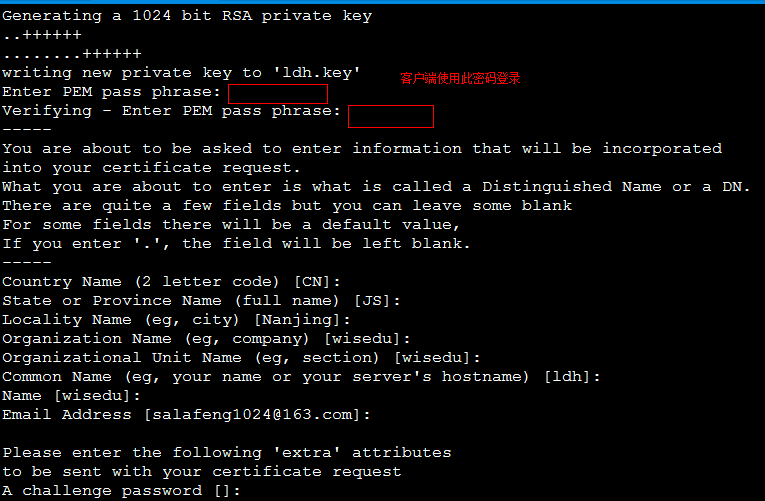 Generating a 1024 bit RSA private key
..++++++
........++++++
writing new private key to 'ldh.key'
客户端使用此密码登录
Enter PEM pass phrase:
Verifying - Enter PEM pass phrase:
-----
You are about to be asked to enter information that will be incorporated
into your certificate request.
What you are about to enter is what is called a Distinguished Name or a DN.
There are quite a few fields but you can leave some blank
For some fields there will be a default value,
If you enter '.', the field will be left blank.
-----
Country Name (2 letter code) [CN]:
State or Province Name (full name) [JS]:
Locality Name (eg, city) [Nanjing]:
Organization Name (eg, company) [wisedu]:
Organizational Unit Name (eg, section) [wisedu]:
Common Name (eg, your name or your server's hostname) [ldh]:
Name [wisedu]:
Email Address [salafeng1024@163.com]:

Please enter the following 'extra' attributes
to be sent with your certificate request
A challenge password []: